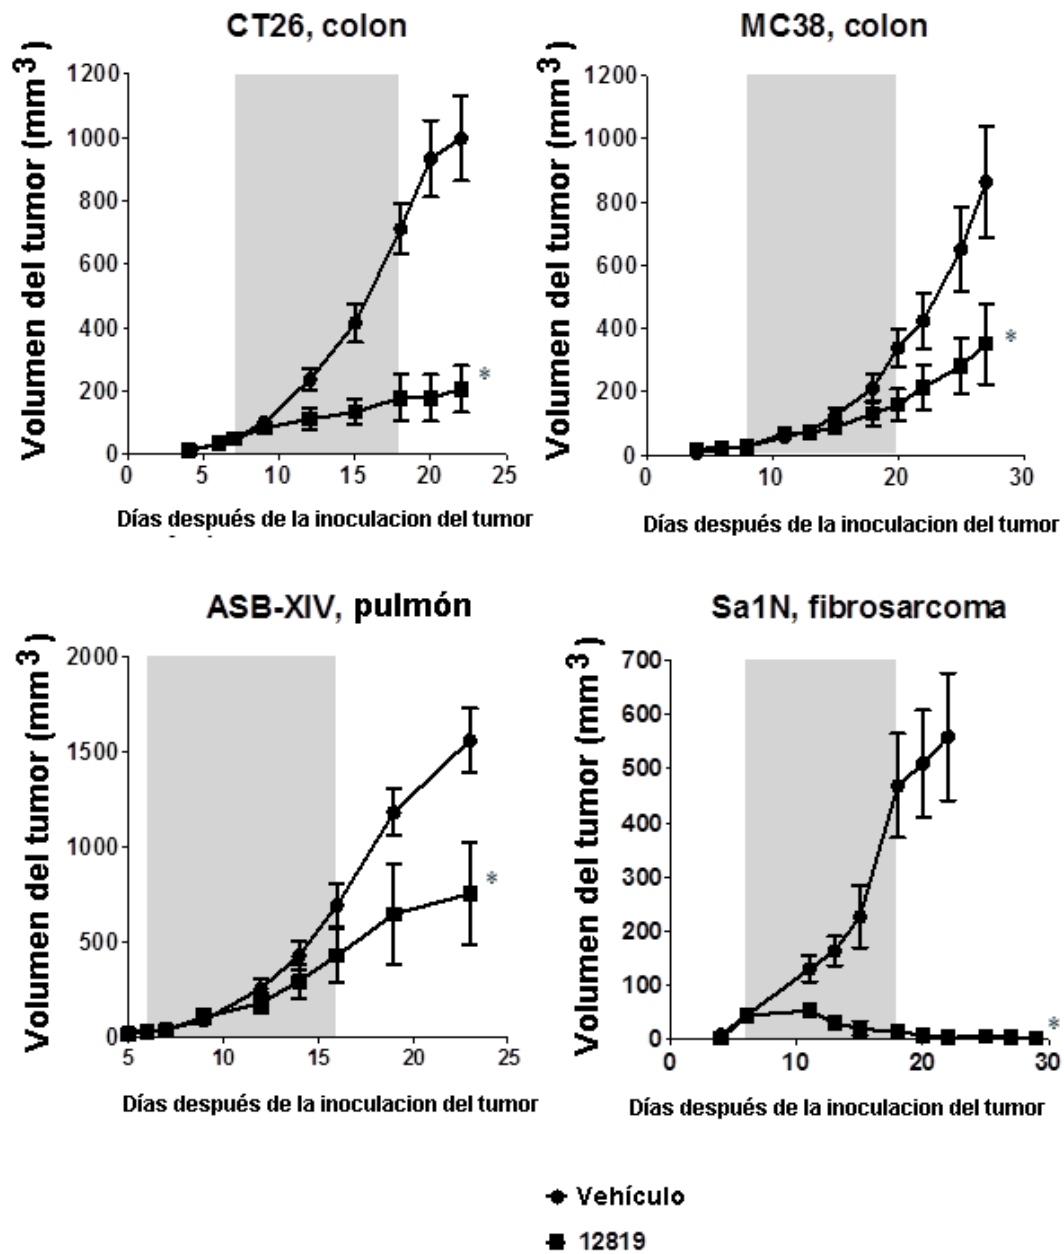 CT26, colon
Volumen del tumor (mm³)
1200
1000
800
600
400
200
0
0 5 10 15 20 25
*
Días después de la inoculacion del tumor
MC38, colon
Volumen del tumor (mm³)
1200
1000
800
600
400
200
0
0 10 20 30
*
Días después de la inoculacion del tumor
ASB-XIV, pulmón
Volumen del tumor (mm³)
2000
1500
1000
500
0
5 10 15 20 25
*
Días después de la inoculacion del tumor
Sa1N, fibrosarcoma
Volumen del tumor (mm³)
700
600
500
400
300
200
100
0
0 10 20 30
*
Días después de la inoculacion del tumor
Vehículo
12819